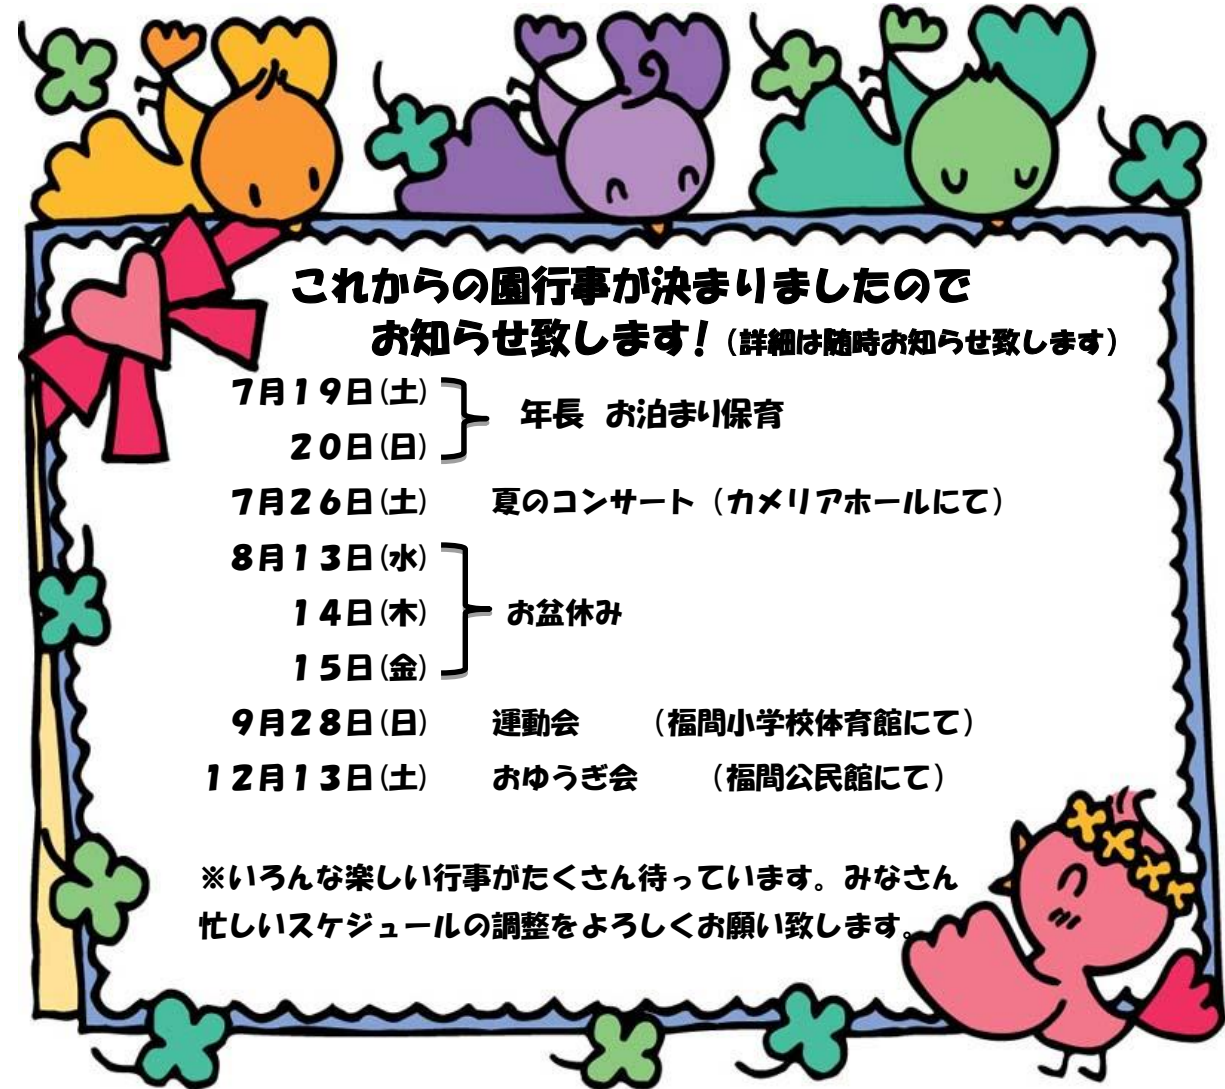 これからの園行事が決まりましたので
お知らせ致します!(詳細は随時お知らせ致します)
7月19日(土)
年長 お泊まり保育
20日(日)
7月26日(土) 夏のコンサート(カメリアホールにて)
8月13日(水)
14日(木) お盆休み
15日(金)
9月28日(日) 運動会 (福間小学校体育館にて)
12月13日(土) おゆうぎ会 (福間公民館にて)
※いろんな楽しい行事がたくさん待っています。みなさん
忙しいスケジュールの調整をよろしくお願い致します。